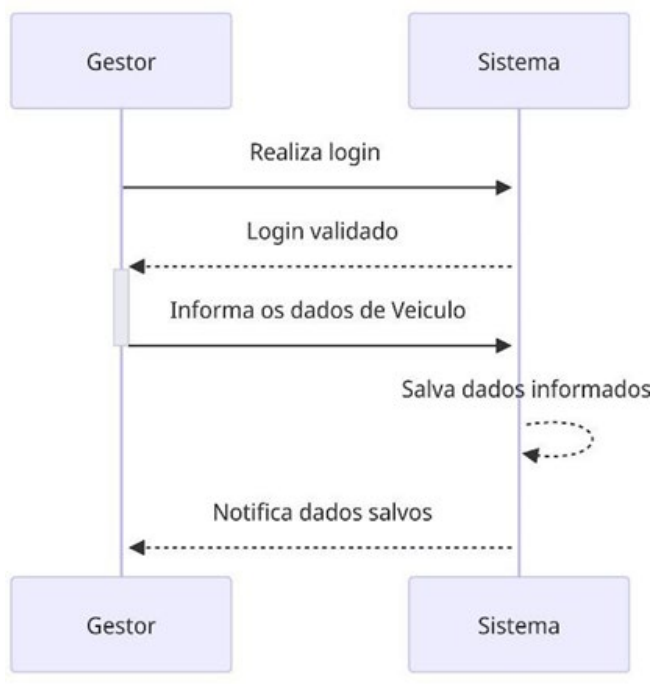 Gestor
Sistema
Realiza login
Login validado
Informa os dados de Veiculo
Salva dados informados
Notifica dados salvos
Gestor
Sistema